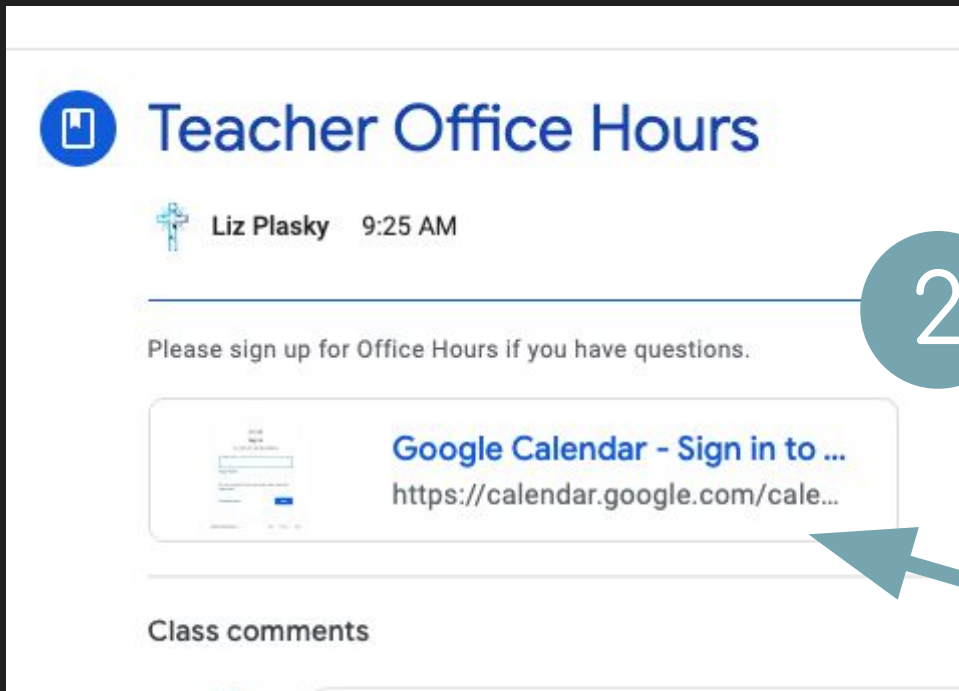 Teacher Office Hours
Liz Plasky 9:25 AM
2
Please sign up for Office Hours if you have questions.
Google Calendar - Sign in to ...
https://calendar.google.com/cale...
Class comments